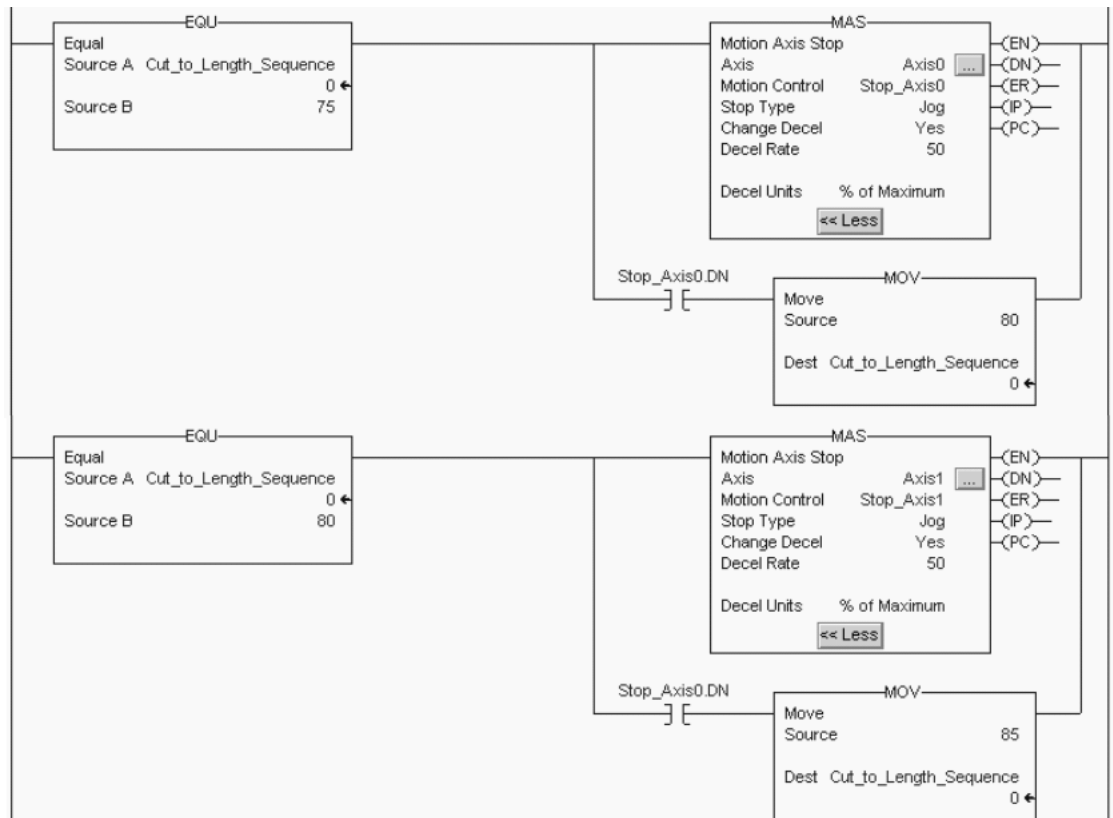 EQU
Equal
Source A Cut_to_Length_Sequence
0
Source B 75
MAS
Motion Axis Stop
Axis Axis0 ...
Motion Control Stop_Axis0
Stop Type Jog
Change Decel Yes
Decel Rate 50
Decel Units % of Maximum
<< Less
(EN)
(DN)
(ER)
(IP)
(PC)
Stop_Axis0.DN
MOV
Move
Source 80
Dest Cut_to_Length_Sequence
0
EQU
Equal
Source A Cut_to_Length_Sequence
0
Source B 80
MAS
Motion Axis Stop
Axis Axis1 ...
Motion Control Stop_Axis1
Stop Type Jog
Change Decel Yes
Decel Rate 50
Decel Units % of Maximum
<< Less
(EN)
(DN)
(ER)
(IP)
(PC)
Stop_Axis0.DN
MOV
Move
Source 85
Dest Cut_to_Length_Sequence
0